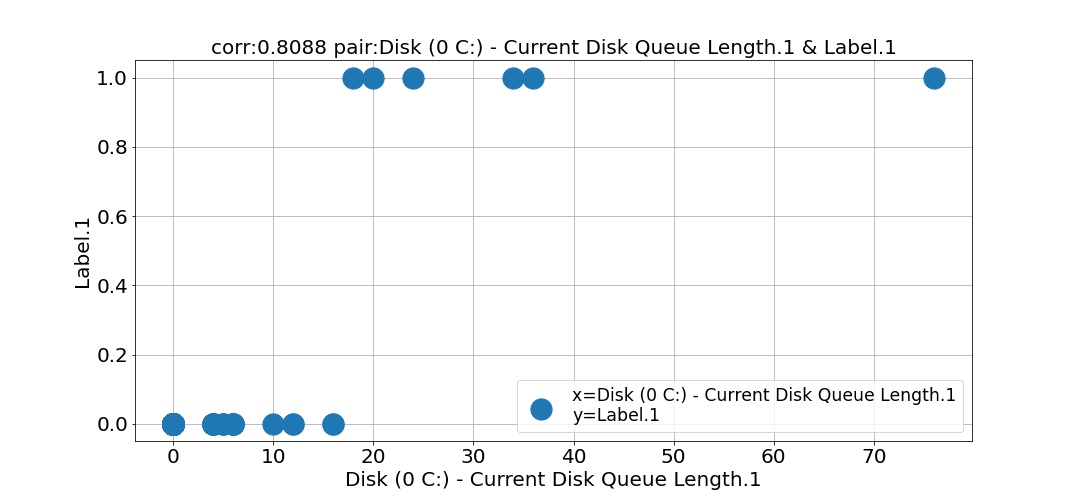 corr:0.8088 pair:Disk (0 C:) - Current Disk Queue Length.1 & Label.1
1.0
0.8
0.6
0.4
0.2
0.0
Label.1
x=Disk (0 C:) - Current Disk Queue Length.1
y=Label.1
0 10 20 30 40 50 60 70
Disk (0 C:) - Current Disk Queue Length.1